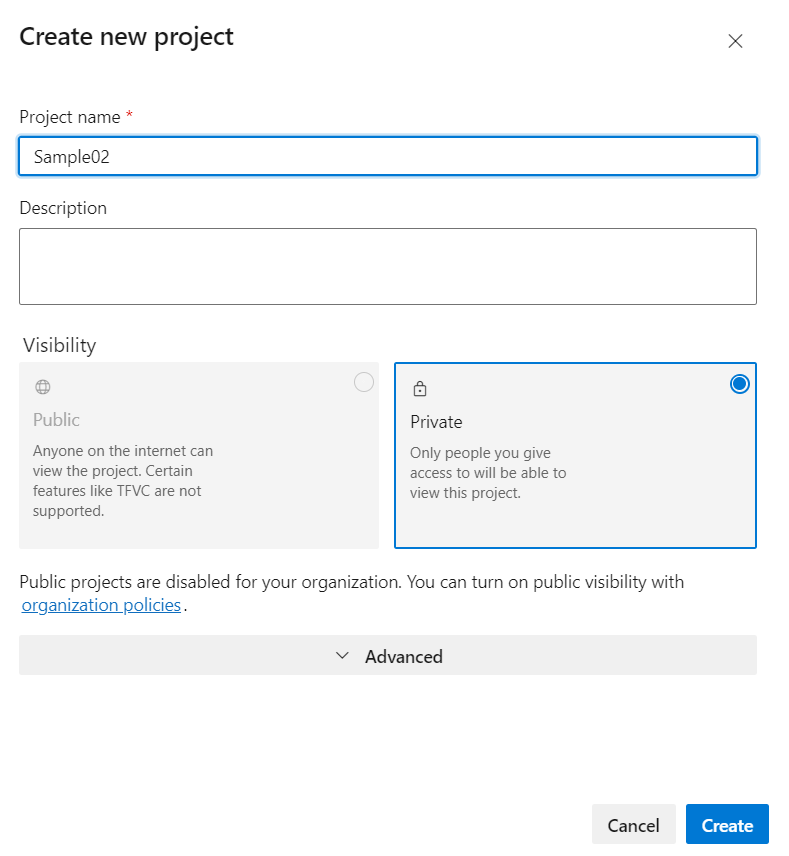 Create new project
Project name *
Sample02
Description
Visibility
Public
Anyone on the internet can
view the project. Certain
features like TFVC are not
supported.
Private
Only people you give
access to will be able to
view this project.
Public projects are disabled for your organization. You can turn on public visibility with
organization policies.
Advanced
Cancel
Create